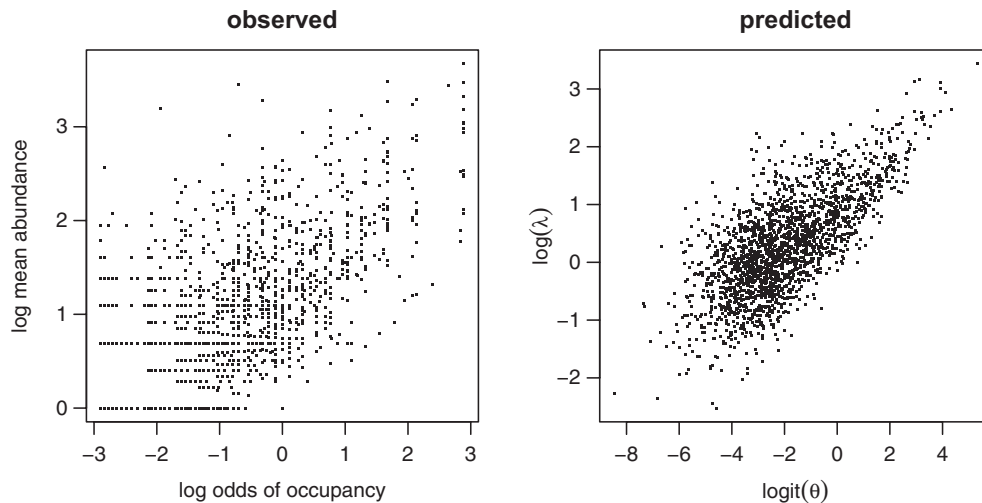 observed
predicted
log mean abundance
3
2
1
0
−3 −2 −1 0 1 2 3
log odds of occupancy
log(λ)
3
2
1
0
−1
−2
−8 −6 −4 −2 0 2 4
logit(θ)